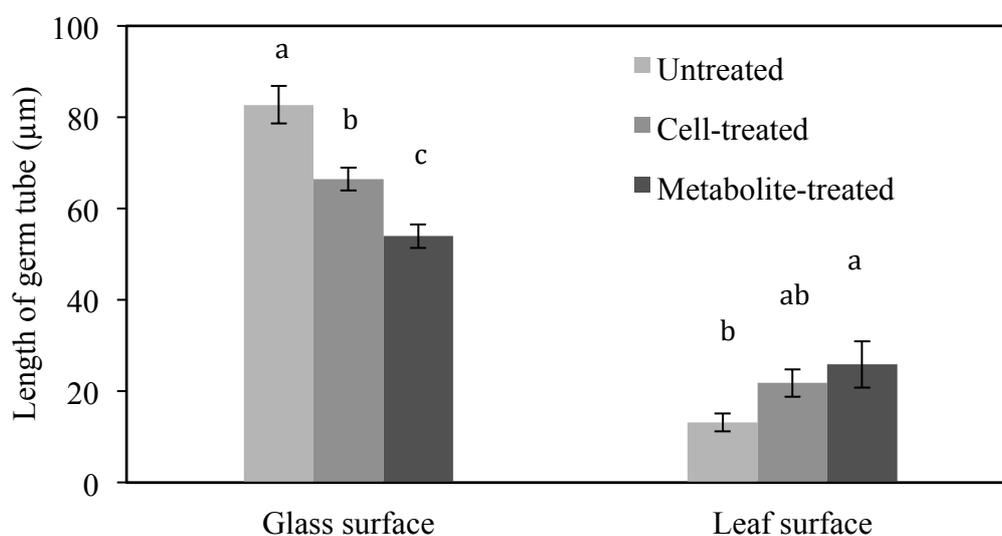 100
80
60
40
20
0
Length of germ tube (μm)
a
b
c
b
ab
a
Untreated
Cell-treated
Metabolite-treated
Glass surface
Leaf surface